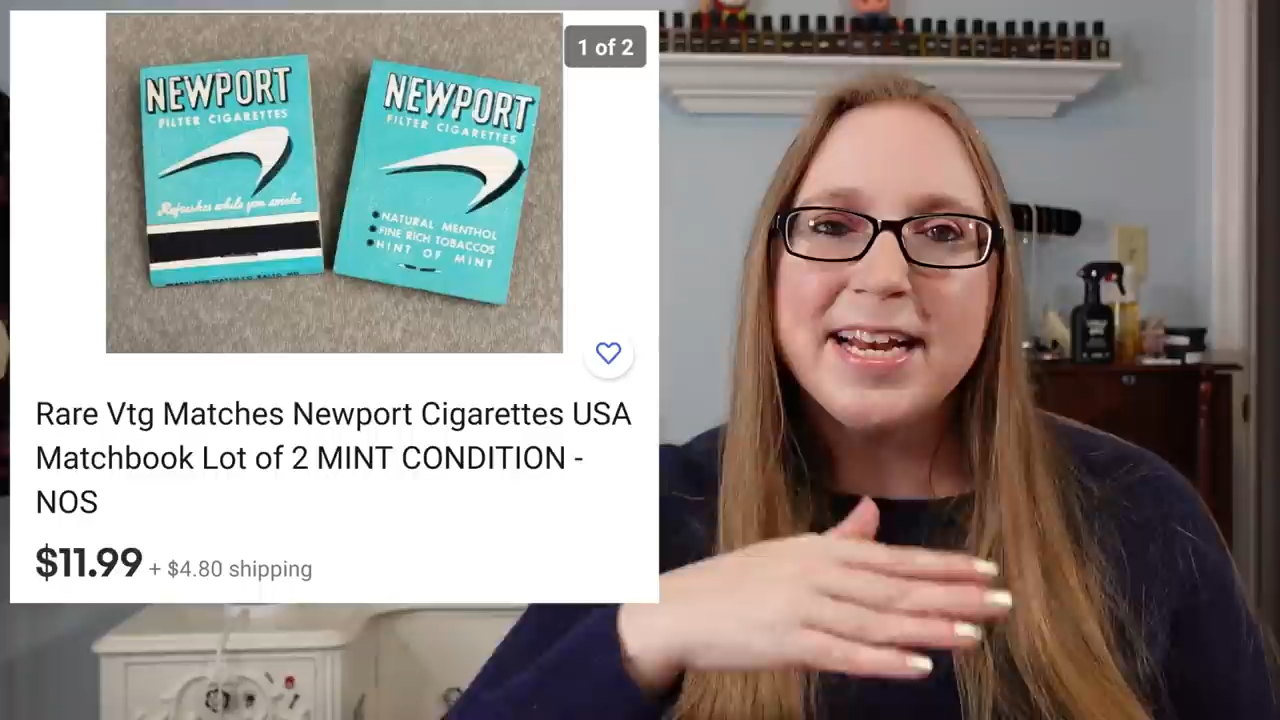 1 of 2
NEWPORT
FILTER CIGARETTES
Refreshes while you smoke
NEWPORT
FILTER CIGARETTES
NATURAL MENTHOL
FINE RICH TOBACCOS
HINT OF MINT
Rare Vtg Matches Newport Cigarettes USA
Matchbook Lot of 2 MINT CONDITION -
NOS
$11.99 + $4.80 shipping